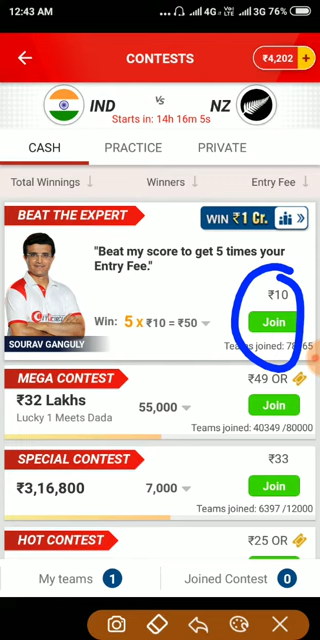 12:43 AM
... 4G VoLTE 3G 76%
CONTESTS
₹4,202 +
IND
Vs
NZ
Starts in: 14h 16m 5s
CASH
PRACTICE
PRIVATE
Total Winnings ↓
Winners ↓
Entry Fee ↓
BEAT THE EXPERT
WIN ₹1 Cr. »
"Beat my score to get 5 times your
Entry Fee."
₹10
Win: 5 x ₹10 = ₹50
Join
SOURAV GANGULY
Teams joined:
MEGA CONTEST
₹49 OR
₹32 Lakhs
55,000
Join
Lucky 1 Meets Dada
Teams joined: 40349 /80000
SPECIAL CONTEST
₹33
₹3,16,800
7,000
Join
Teams joined: 6397 /12000
HOT CONTEST
₹25 OR
My teams 1
Joined Contest 0